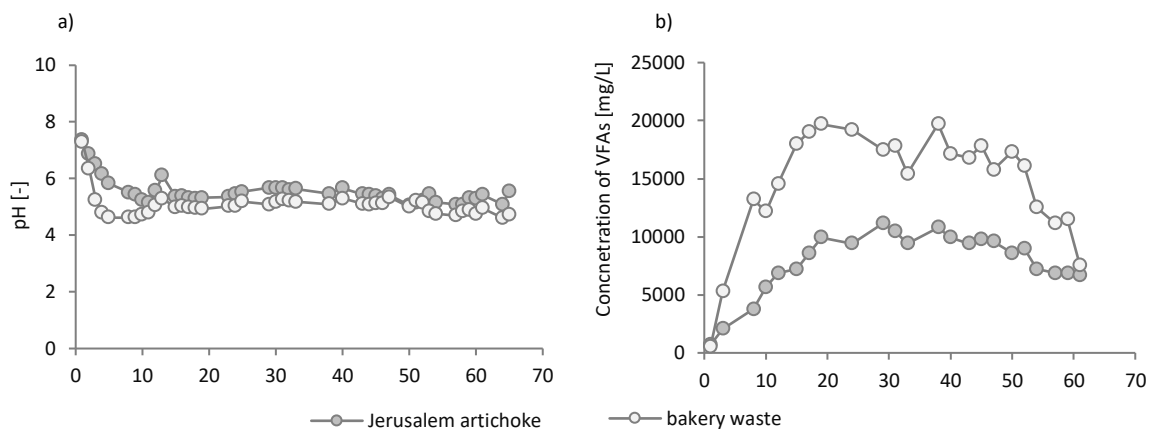 a)
10
8
6
4
2
0
pH [-]
0 10 20 30 40 50 60 70
b)
25000
20000
15000
10000
5000
0
Concnetration of VFAs [mg/L]
0 10 20 30 40 50 60 70
Jerusalem artichoke
bakery waste